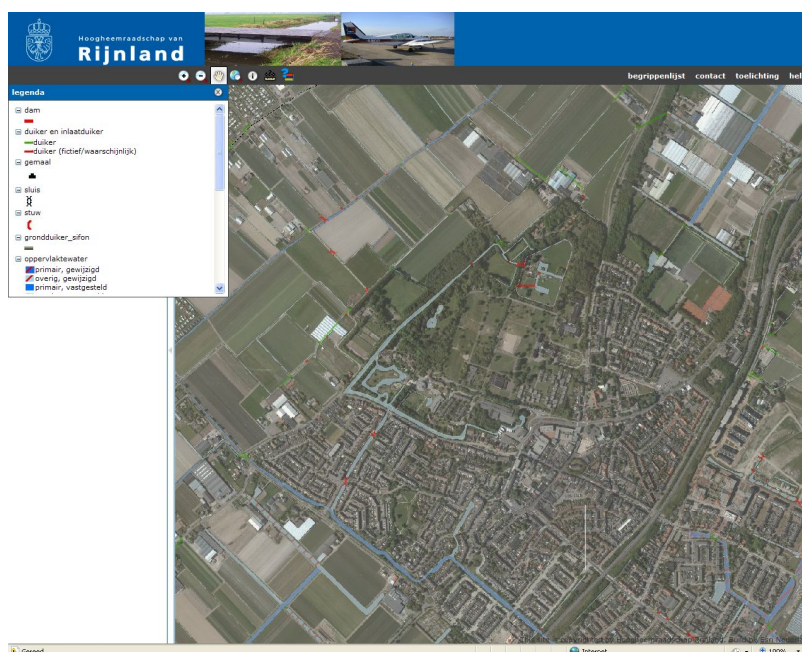 Hoogheemraadschap van
Rijnland
begrippenlijst contact toelichting hel
legenda
dam
duiker en inlaatduiker
duiker
duiker (fictief/waarschijnlijk)
gemaal
sluis
stuw
grondduiker_sifon
oppervlaktewater
primair, gewijzigd
overig, gewijzigd
primair, vastgesteld
Gereed
Internet
100%